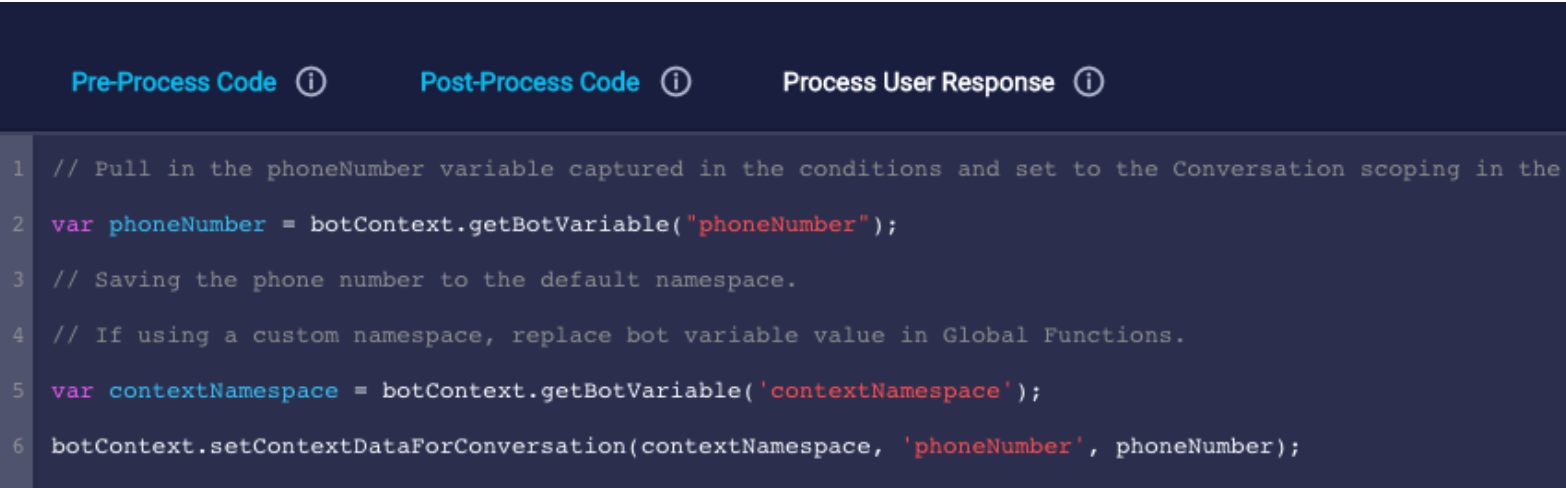 Pre-Process Code Post-Process Code Process User Response
1 // Pull in the phoneNumber variable captured in the conditions and set to the Conversation scoping in the
2 var phoneNumber = botContext.getBotVariable("phoneNumber");
3 // Saving the phone number to the default namespace.
4 // If using a custom namespace, replace bot variable value in Global Functions.
5 var contextNamespace = botContext.getBotVariable('contextNamespace');
6 botContext.setContextDataForConversation(contextNamespace, 'phoneNumber', phoneNumber);